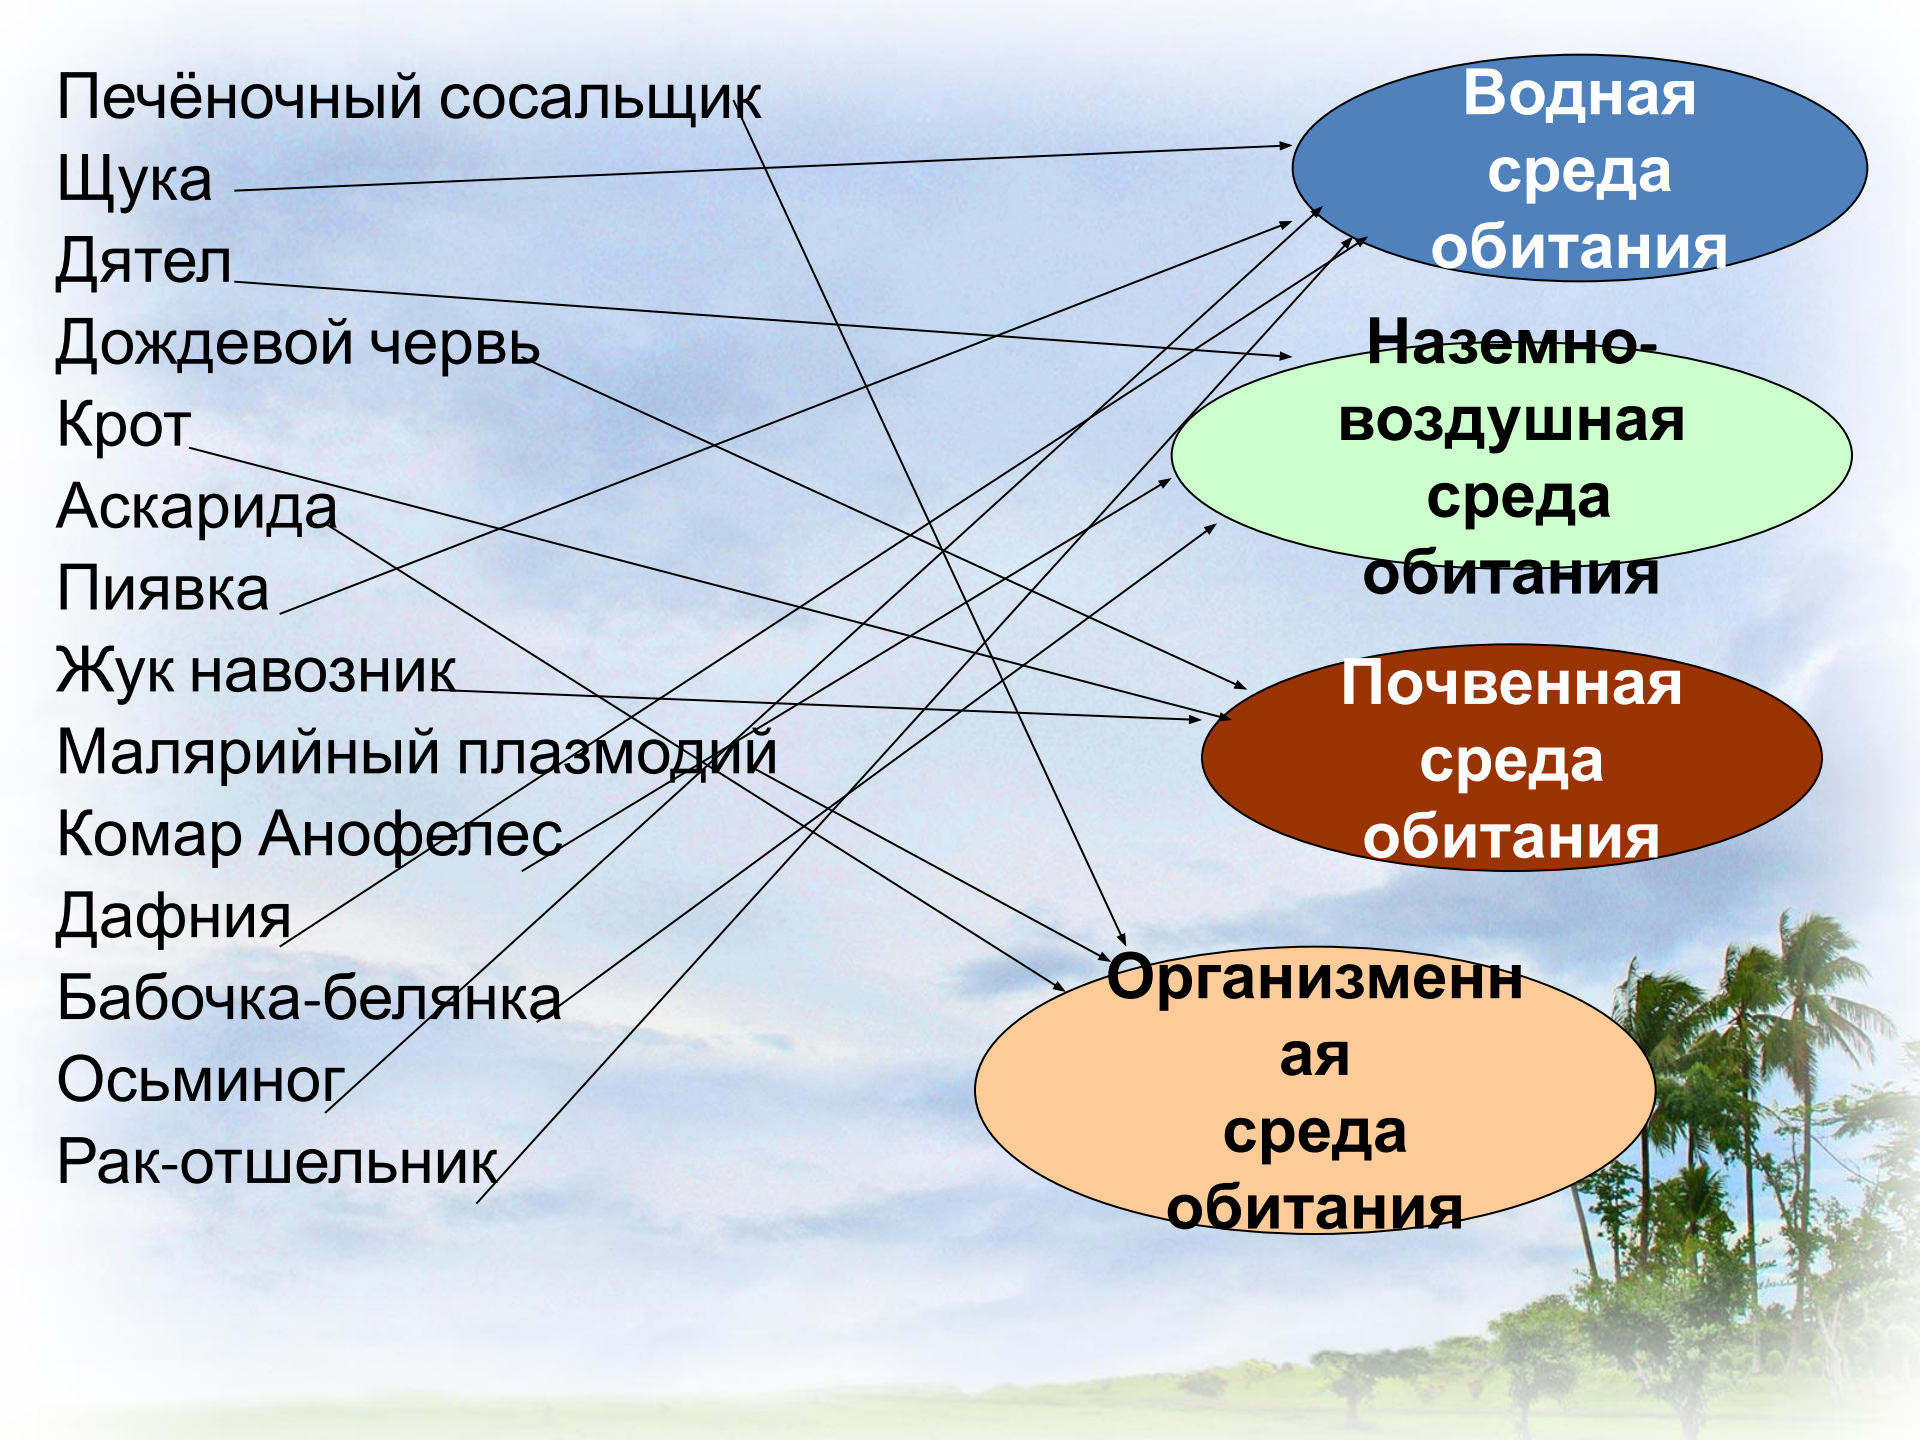 Печёночный сосальщик
Щука
Дятел
Дождевой червь
Крот
Аскарида
Пиявка
Жук навозник
Малярийный плазмодий
Комар Анофелес
Дафния
Бабочка-белянка
Осьминог
Рак-отшельник
Водная
среда
обитания
Наземно-
воздушная
среда
обитания
Почвенная
среда
обитания
Организменн
ая
среда
обитания